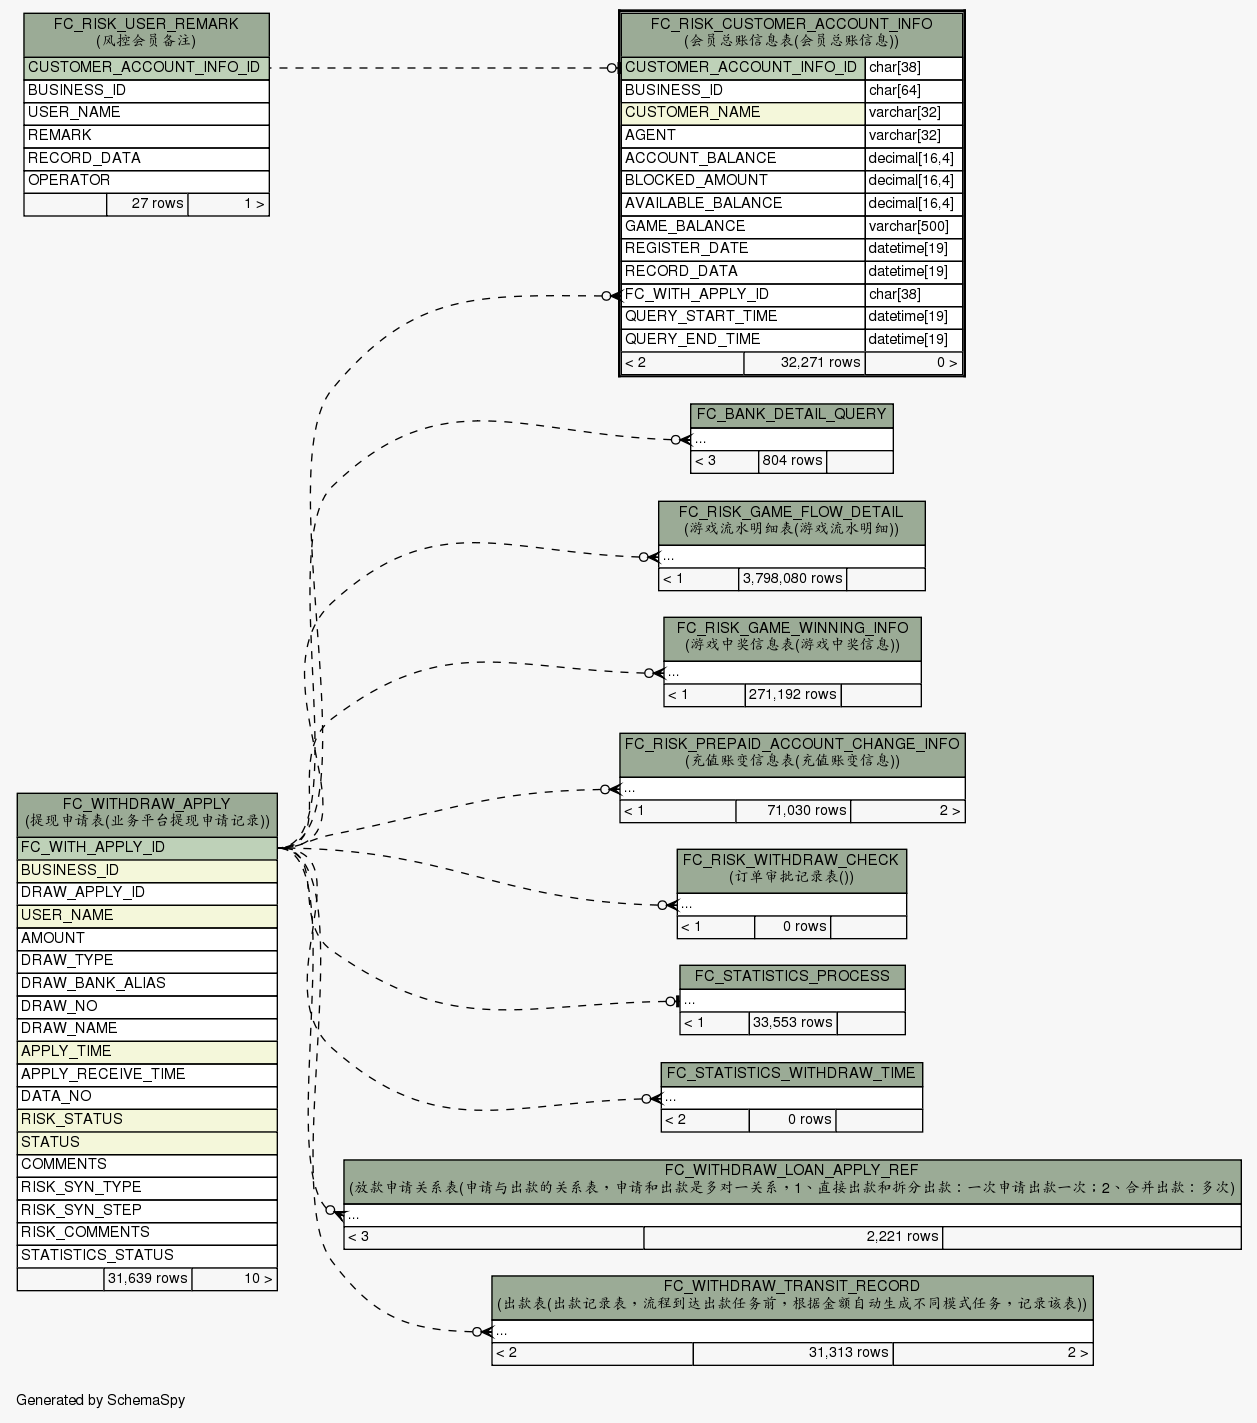 FC_RISK_USER_REMARK
(风控会员备注)
CUSTOMER_ACCOUNT_INFO_ID
BUSINESS_ID
USER_NAME
REMARK
RECORD_DATA
OPERATOR
27 rows 1 >
FC_RISK_CUSTOMER_ACCOUNT_INFO
(会员总账信息表(会员总账信息))
CUSTOMER_ACCOUNT_INFO_ID char[38]
BUSINESS_ID char[64]
CUSTOMER_NAME varchar[32]
AGENT varchar[32]
ACCOUNT_BALANCE decimal[16,4]
BLOCKED_AMOUNT decimal[16,4]
AVAILABLE_BALANCE decimal[16,4]
GAME_BALANCE varchar[500]
REGISTER_DATE datetime[19]
RECORD_DATA datetime[19]
FC_WITH_APPLY_ID char[38]
QUERY_START_TIME datetime[19]
QUERY_END_TIME datetime[19]
< 2 32,271 rows 0 >
FC_BANK_DETAIL_QUERY
...
< 3 804 rows
FC_RISK_GAME_FLOW_DETAIL
(游戏流水明细表(游戏流水明细))
...
< 1 3,798,080 rows
FC_RISK_GAME_WINNING_INFO
(游戏中奖信息表(游戏中奖信息))
...
< 1 271,192 rows
FC_RISK_PREPAID_ACCOUNT_CHANGE_INFO
(充值账变信息表(充值账变信息))
...
< 1 71,030 rows 2 >
FC_WITHDRAW_APPLY
(提现申请表(业务平台提现申请记录))
FC_WITH_APPLY_ID
BUSINESS_ID
DRAW_APPLY_ID
USER_NAME
AMOUNT
DRAW_TYPE
DRAW_BANK_ALIAS
DRAW_NO
DRAW_NAME
APPLY_TIME
APPLY_RECEIVE_TIME
DATA_NO
RISK_STATUS
STATUS
COMMENTS
RISK_SYN_TYPE
RISK_SYN_STEP
RISK_COMMENTS
STATISTICS_STATUS
31,639 rows 10 >
FC_RISK_WITHDRAW_CHECK
(订单审批记录表())
...
< 1 0 rows
FC_STATISTICS_PROCESS
...
< 1 33,553 rows
FC_STATISTICS_WITHDRAW_TIME
...
< 2 0 rows
FC_WITHDRAW_LOAN_APPLY_REF
(放款申请关系表(申请与出款的关系表，申请和出款是多对一关系，1、直接出款和拆分出款：一次申请出款一次；2、合并出款：多次)
...
< 3 2,221 rows
FC_WITHDRAW_TRANSIT_RECORD
(出款表(出款记录表，流程到达出款任务前，根据金额自动生成不同模式任务，记录该表))
...
< 2 31,313 rows 2 >
Generated by SchemaSpy